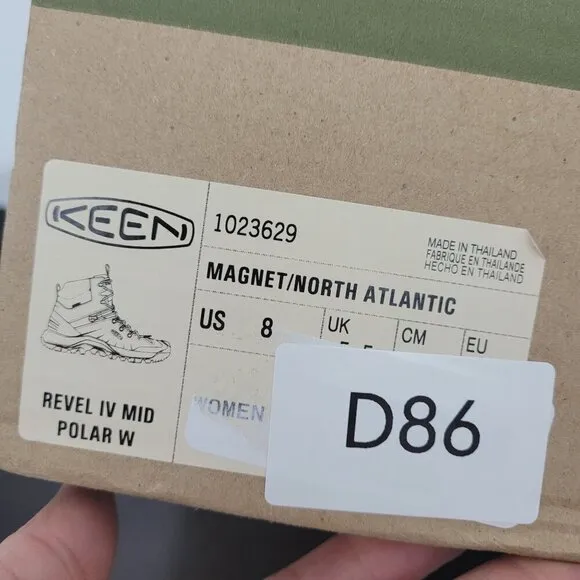 KEEN
1023629
MADE IN THAILAND
FABRIQUE EN THAILANDE
HECHO EN THAILAND
MAGNET/NORTH ATLANTIC
US 8 UK CM EU
WOMEN
REVEL IV MID
POLAR W
D86